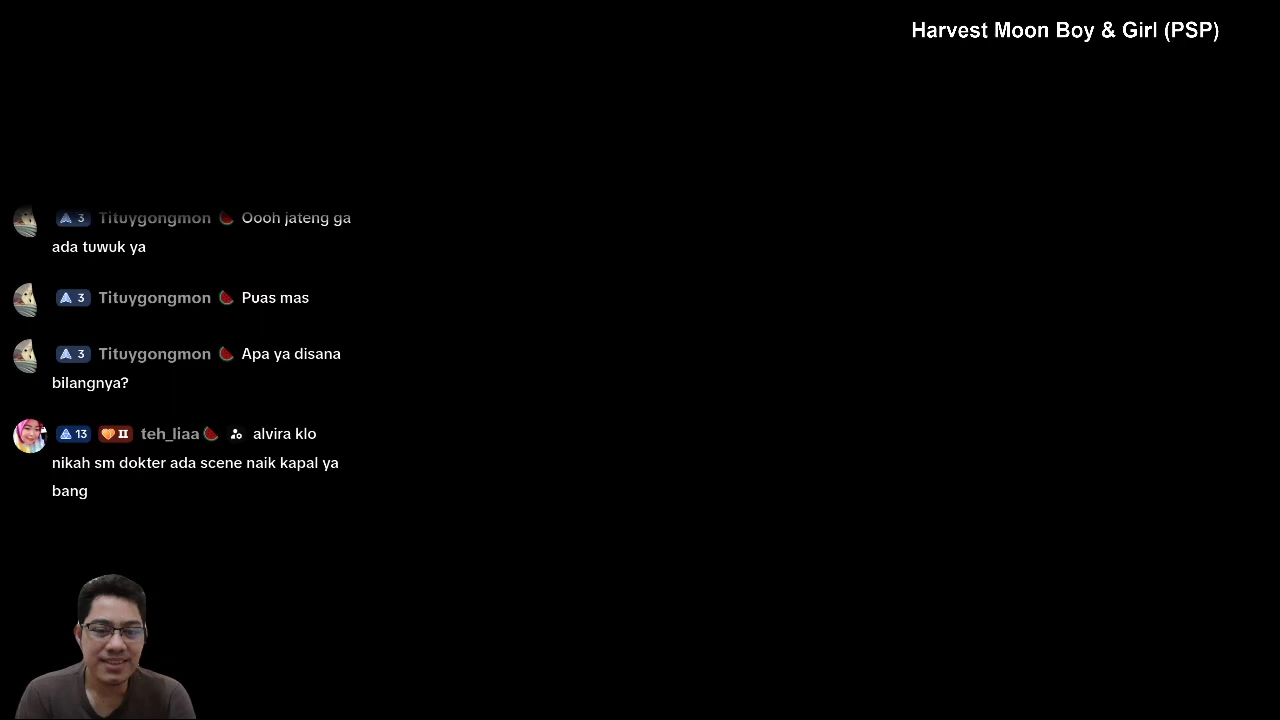 Harvest Moon Boy & Girl (PSP)
3 Tituygongmon 🍉 Oooh jateng ga
ada tuwuk ya
3 Tituygongmon 🍉 Puas mas
3 Tituygongmon 🍉 Apa ya disana
bilangnya?
13 II teh_liaa🍉 alvira klo
nikah sm dokter ada scene naik kapal ya
bang